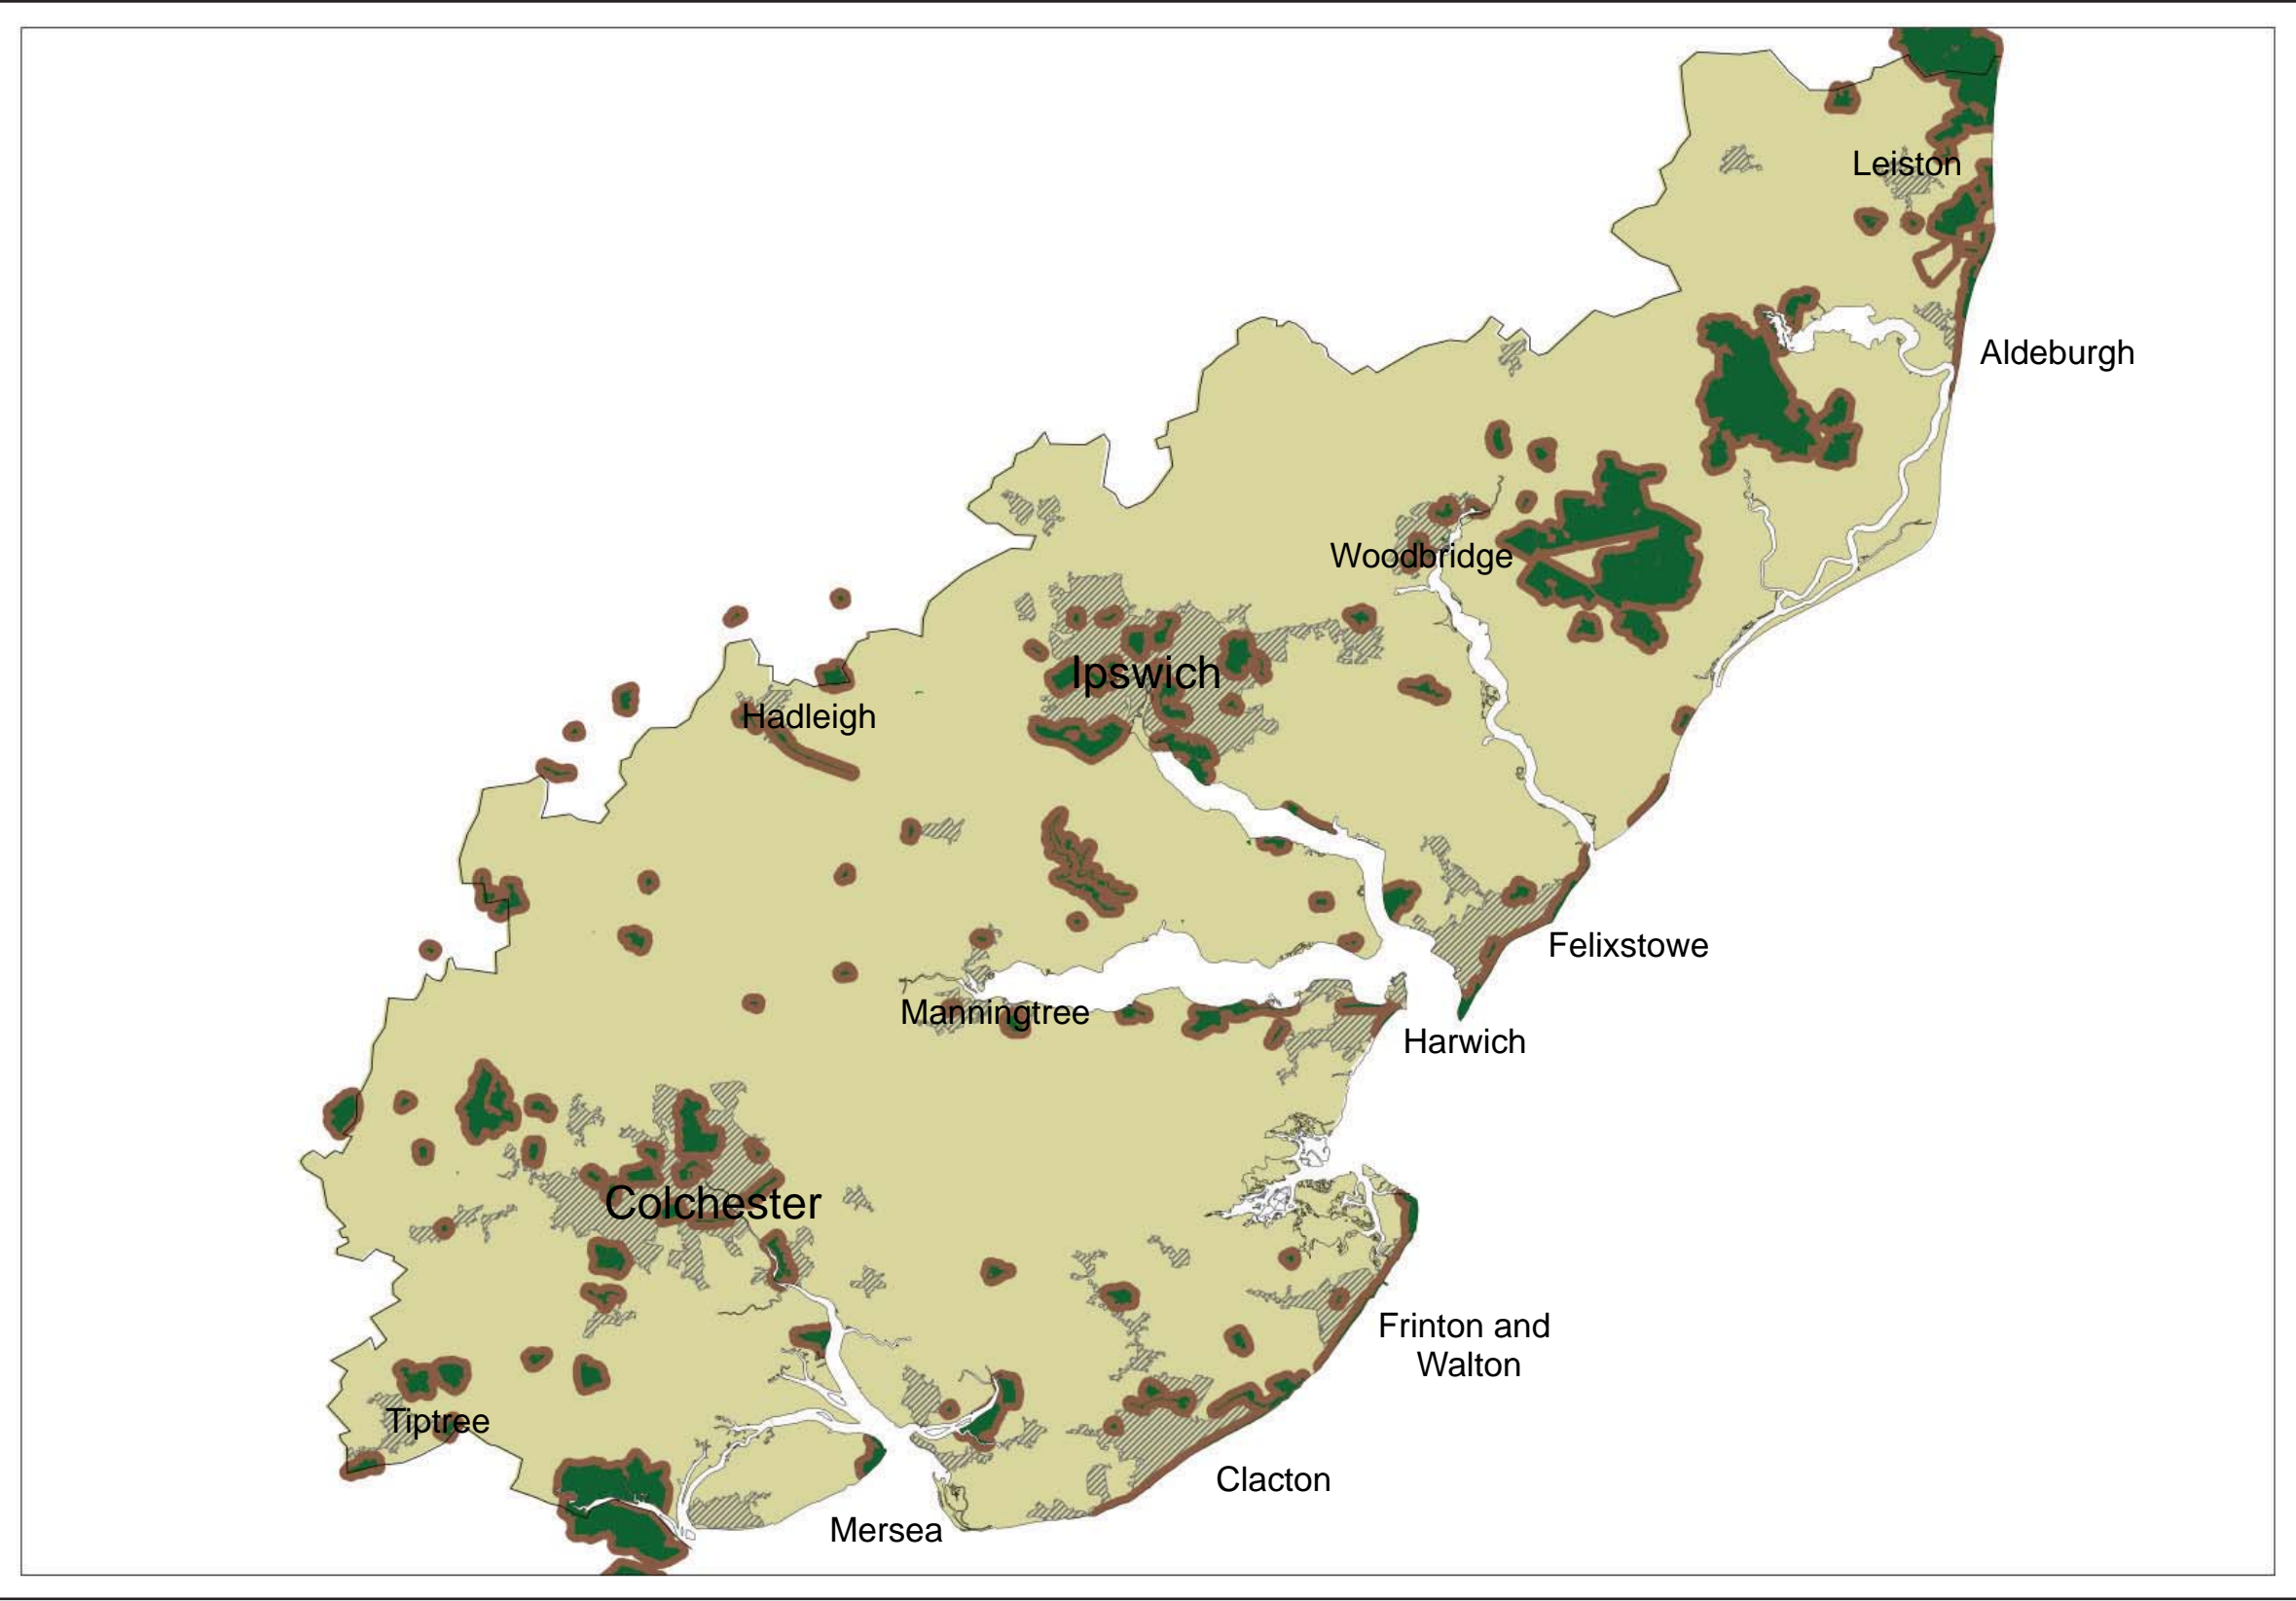 Leiston
Aldeburgh
Woodbridge
Ipswich
Hadleigh
Felixstowe
Manningtree
Harwich
Colchester
Frinton and
Walton
Tiptree
Clacton
Mersea